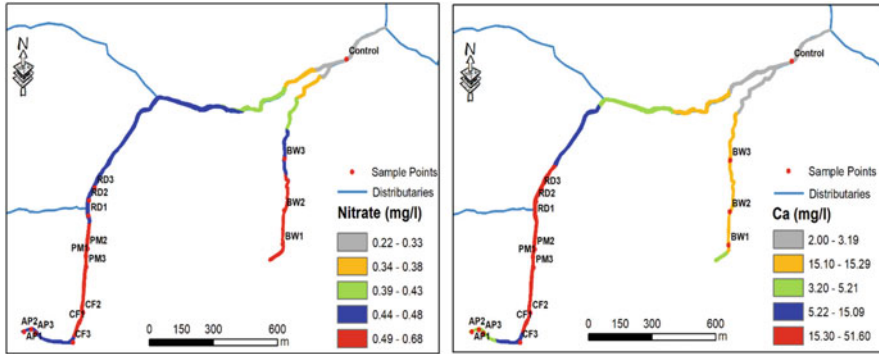 N
Control
BW3
BW2
BW1
RD3
RD2
RD1
PM2
PM3
CF2
CF3
AP2
AP3
AP1
Sample Points
Distributaries
Nitrate (mg/l)
0.22 - 0.33
0.34 - 0.38
0.39 - 0.43
0.44 - 0.48
0.49 - 0.68
0 150 300 600
m
N
Control
BW3
BW2
BW1
RD3
RD2
RD1
PM2
PM3
CF2
CF3
AP2
AP3
AP1
Sample Points
Distributaries
Ca (mg/l)
2.00 - 3.19
15.10 - 15.29
3.20 - 5.21
5.22 - 15.09
15.30 - 51.60
0 150 300 600
m